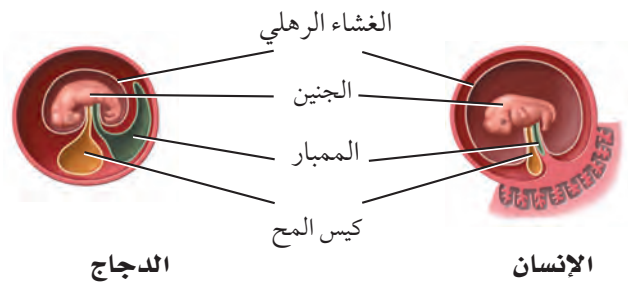 الغشاء الرهلي
الجنين
الممبار
كيس المح
الإنسان
الدجاج